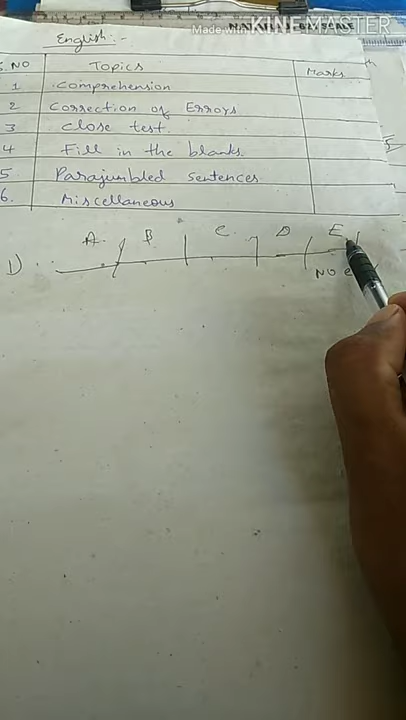 Made with KINEMASTER
English:-
S.NO Topics Marks
1 Comprehension
2 Correction of Erroys
3 close test.
4 Fill in the blanks
5 Parajumbled sentences
6. Miscellaneous
A. B C. D E
1)
NO e